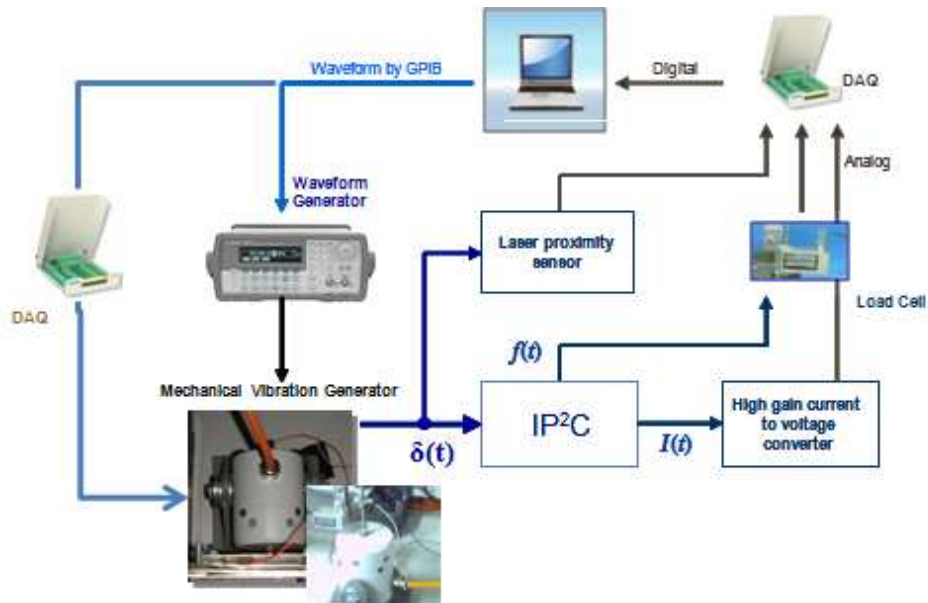 Waveform by GPIB
Digital
DAQ
Analog
Waveform
Generator
Laser proximity
sensor
DAQ
Load Cell
f(t)
Mechanical Vibration Generator
IP²C
High gain current
to voltage
converter
δ(t)
I(t)